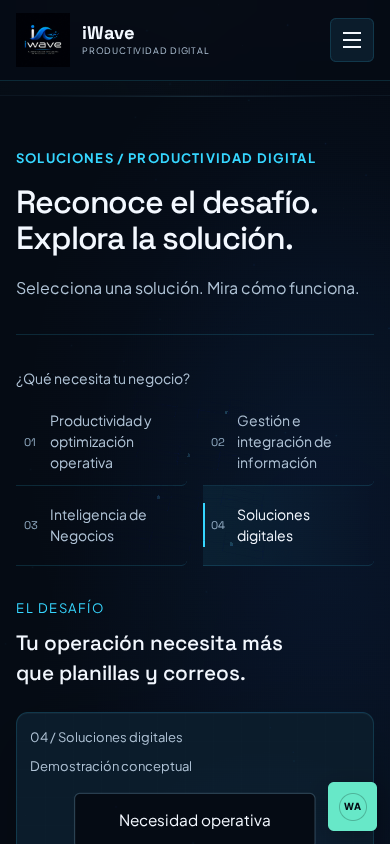 iwave
iWave
PRODUCTIVIDAD DIGITAL
SOLUCIONES / PRODUCTIVIDAD DIGITAL
Reconoce el desafío.
Explora la solución.
Selecciona una solución. Mira cómo funciona.
¿Qué necesita tu negocio?
01
Productividad y
optimización
operativa
02
Gestión e
integración de
información
03
Inteligencia de
Negocios
04
Soluciones
digitales
EL DESAFÍO
Tu operación necesita más
que planillas y correos.
04 / Soluciones digitales
Demostración conceptual
Necesidad operativa
WA